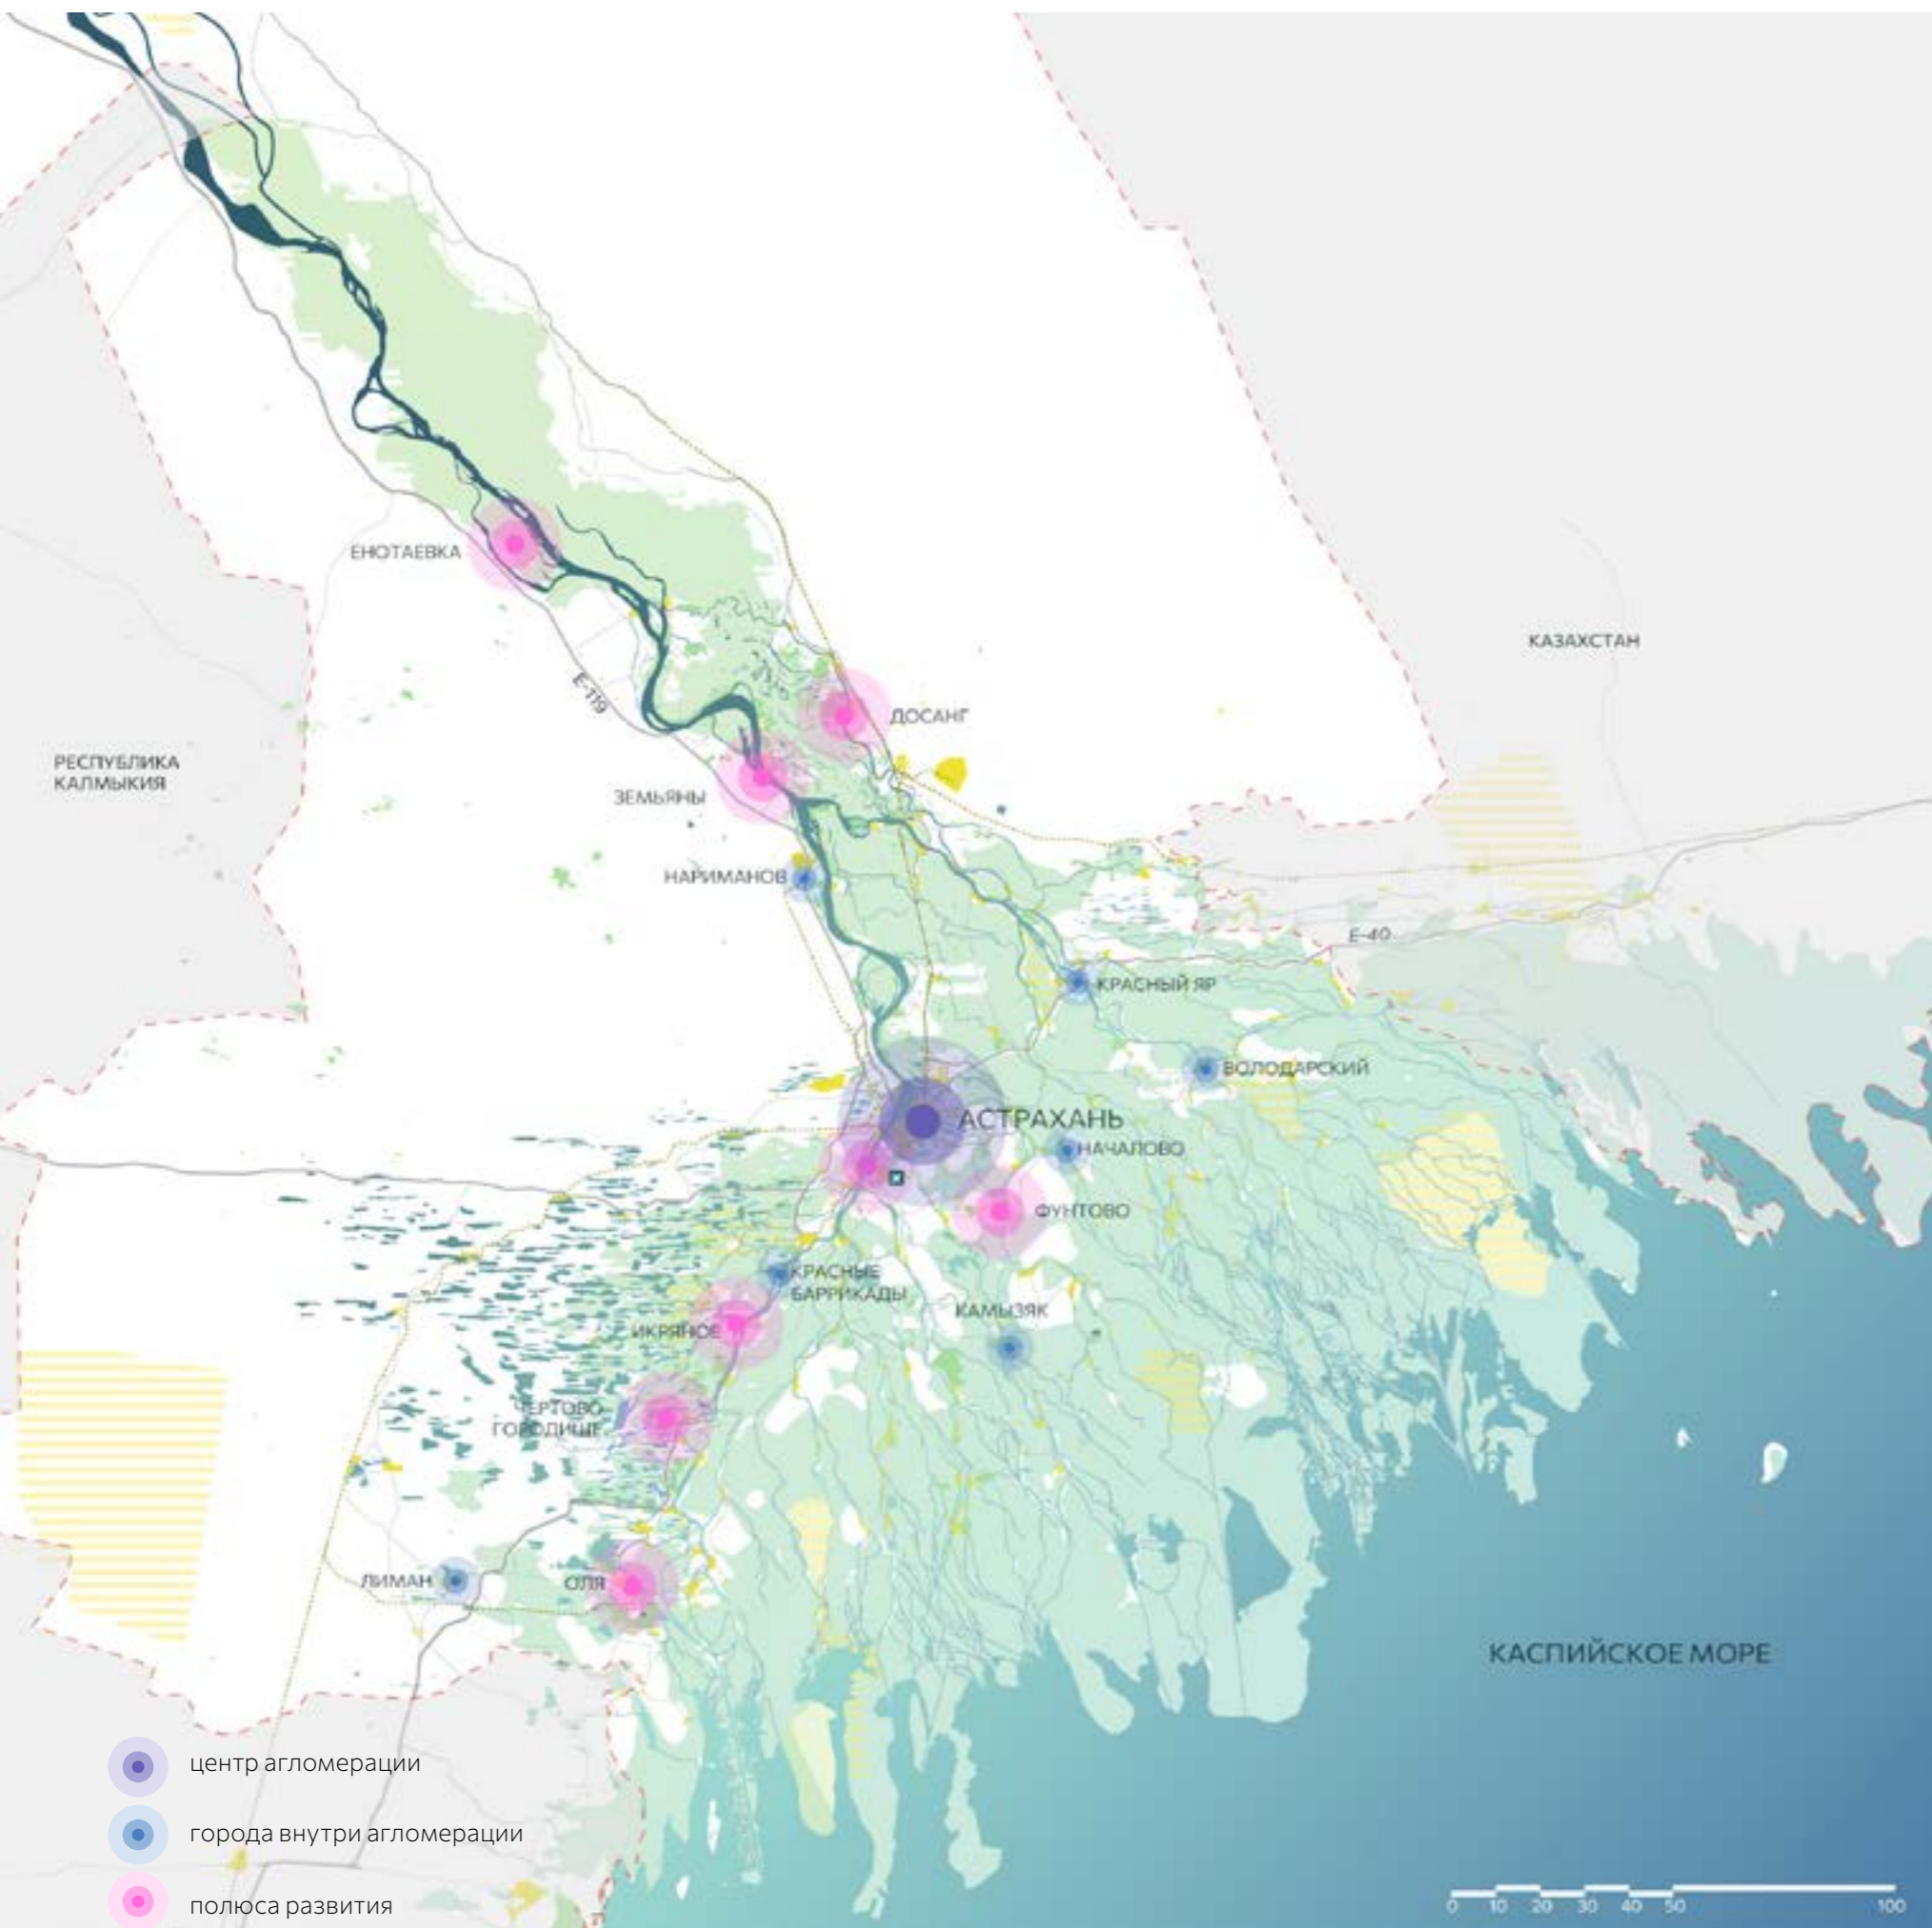 ЕНОТАЕВКА
КАЗАХСТАН
E-119
ДОСАНГ
РЕСПУБЛИКА
КАЛМЫКИЯ
ЗЕМЬЯНЫ
НАРИМАНОВ
E-40
КРАСНЫЙ ЯР
ВОЛОДАРСКИЙ
АСТРАХАНЬ
НАЧАЛОВО
ФУНТОВО
КРАСНЫЕ
БАРРИКАДЫ
КАМЫЗЯК
ИКРЯНОЕ
ЧЕРТОВО
ГОРОДИЩЕ
ЛИМАН
ОЛЯ
КАСПИЙСКОЕ МОРЕ
центр агломерации
города внутри агломерации
полюса развития
0 10 20 30 40 50 100